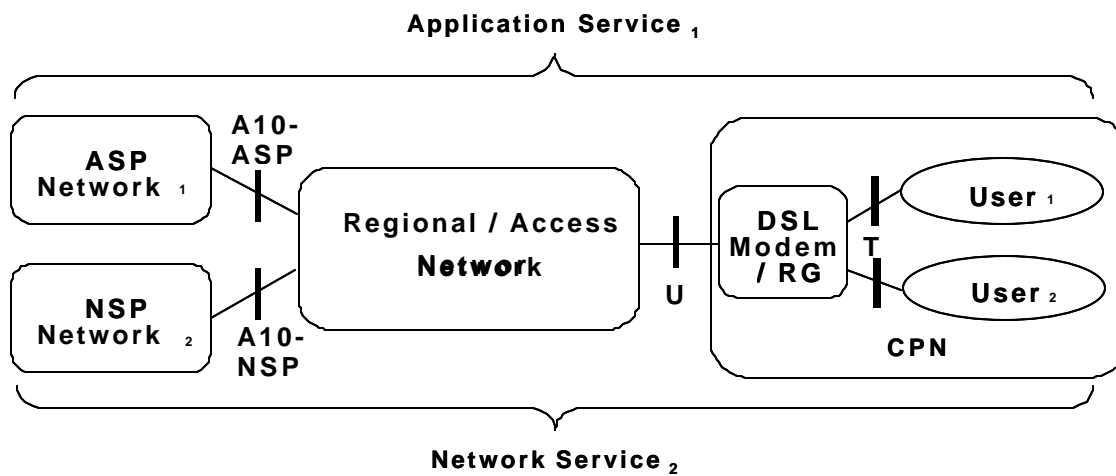 Application Service 1
A10-
ASP
ASP
Network 1
Regional / Access
Network
DSL
Modem
/ RG
T
User 1
U
User 2
NSP
Network 2
A10-
NSP
CPN
Network Service 2